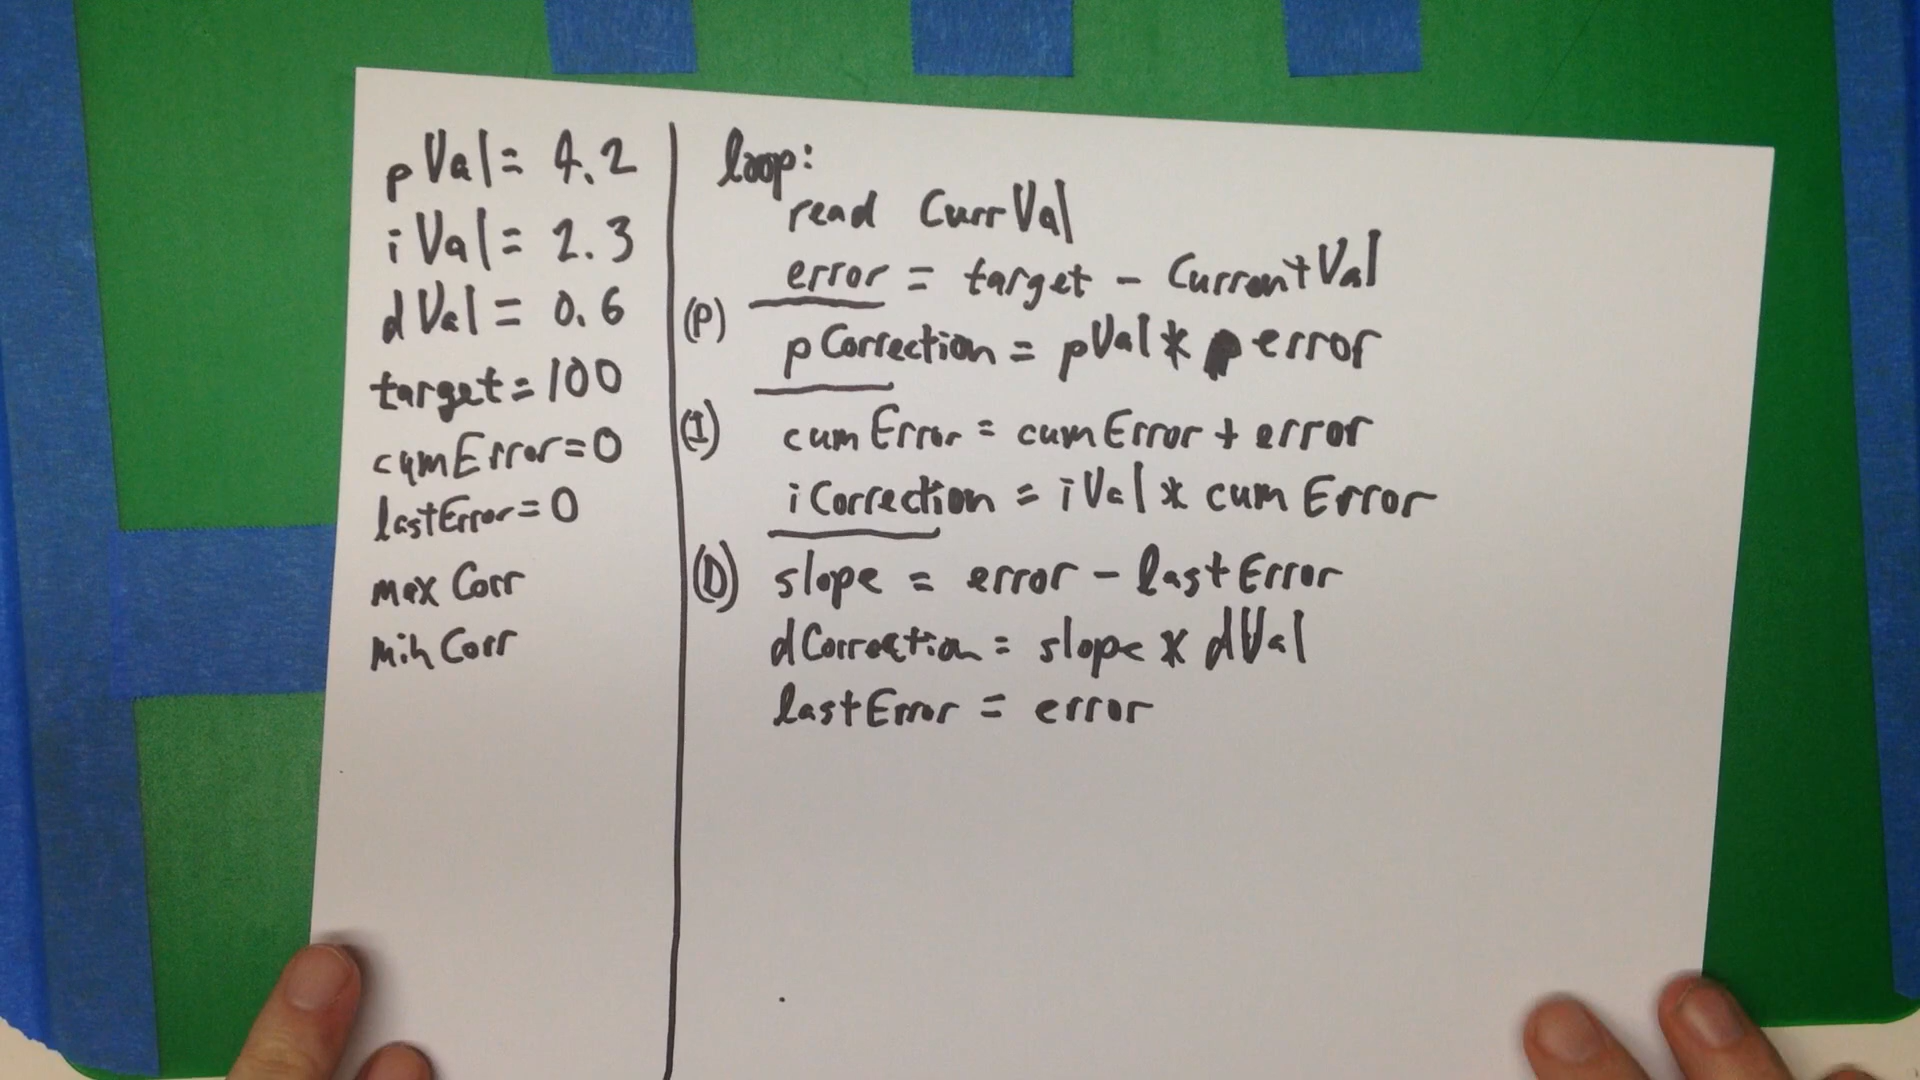 pVal= 4.2
iVal= 2.3
dVal= 0.6
target=100
cumError=0
lastError=0
max Corr
Min Corr
loop:
read CurrVal
error = target - CurrentVal
(P)
pCorrection = pVal * error
(I)
cumError = cumError + error
iCorrection = iVal * cumError
(D) slope = error - lastError
dCorrection = slope * dVal
lastError = error